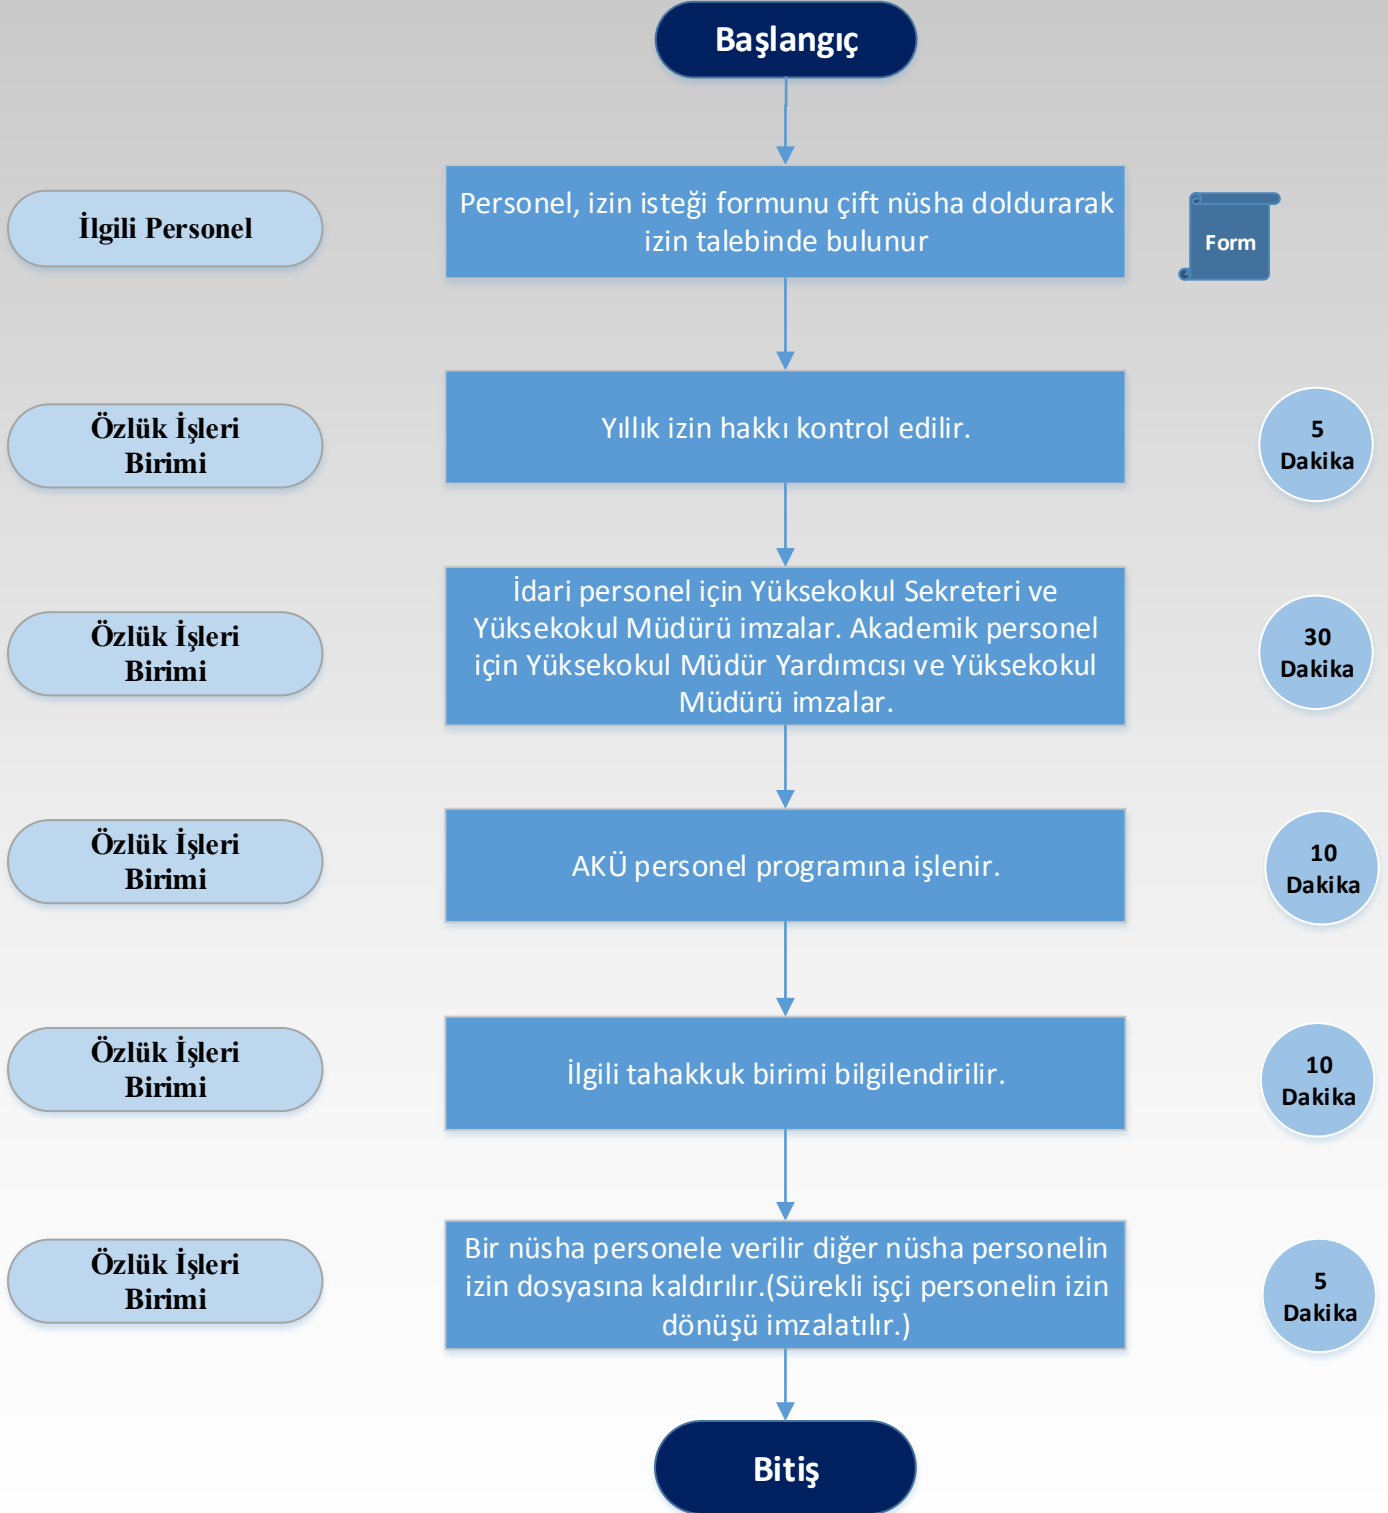 Başlangıç
İlgili Personel
Personel, izin isteği formunu çift nüsha doldurarak
izin talebinde bulunur
Form
Özlük İşleri
Birimi
Yıllık izin hakkı kontrol edilir.
5
Dakika
Özlük İşleri
Birimi
İdari personel için Yüksekokul Sekreteri ve
Yüksekokul Müdürü imzalar. Akademik personel
için Yüksekokul Müdür Yardımcısı ve Yüksekokul
Müdürü imzalar.
30
Dakika
Özlük İşleri
Birimi
AKÜ personel programına işlenir.
10
Dakika
Özlük İşleri
Birimi
İlgili tahakkuk birimi bilgilendirilir.
10
Dakika
Özlük İşleri
Birimi
Bir nüsha personele verilir diğer nüsha personelin
izin dosyasına kaldırılır.(Sürekli işçi personelin izin
dönüşü imzalatılır.)
5
Dakika
Bitiş